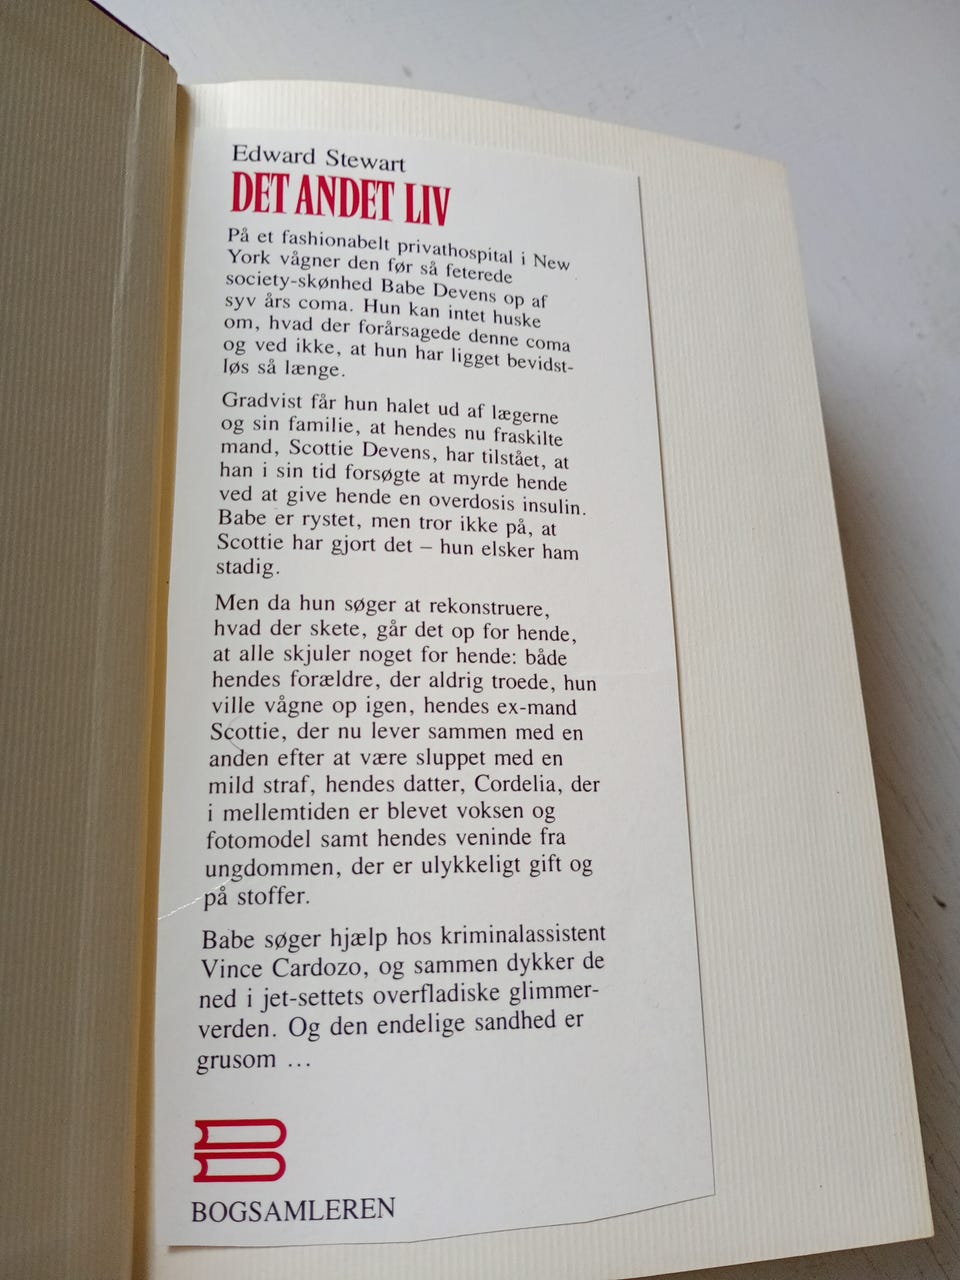 Edward Stewart
DET ANDET LIV
På et fashionabelt privathospital i New
York vågner den før så feterede
society-skønhed Babe Devens op af
syv års coma. Hun kan intet huske
om, hvad der forårsagede denne coma
og ved ikke, at hun har ligget bevidst-
løs så længe.
Gradvist får hun halet ud af lægerne
og sin familie, at hendes nu fraskilte
mand, Scottie Devens, har tilstået, at
han i sin tid forsøgte at myrde hende
ved at give hende en overdosis insulin.
Babe er rystet, men tror ikke på, at
Scottie har gjort det – hun elsker ham
stadig.
Men da hun søger at rekonstruere,
hvad der skete, går det op for hende,
at alle skjuler noget for hende: både
hendes forældre, der aldrig troede, hun
ville vågne op igen, hendes ex-mand
Scottie, der nu lever sammen med en
anden efter at være sluppet med en
mild straf, hendes datter, Cordelia, der
i mellemtiden er blevet voksen og
fotomodel samt hendes veninde fra
ungdommen, der er ulykkeligt gift og
på stoffer.
Babe søger hjælp hos kriminalassistent
Vince Cardozo, og sammen dykker de
ned i jet-settets overfladiske glimmer-
verden. Og den endelige sandhed er
grusom ...
BOGSAMLEREN